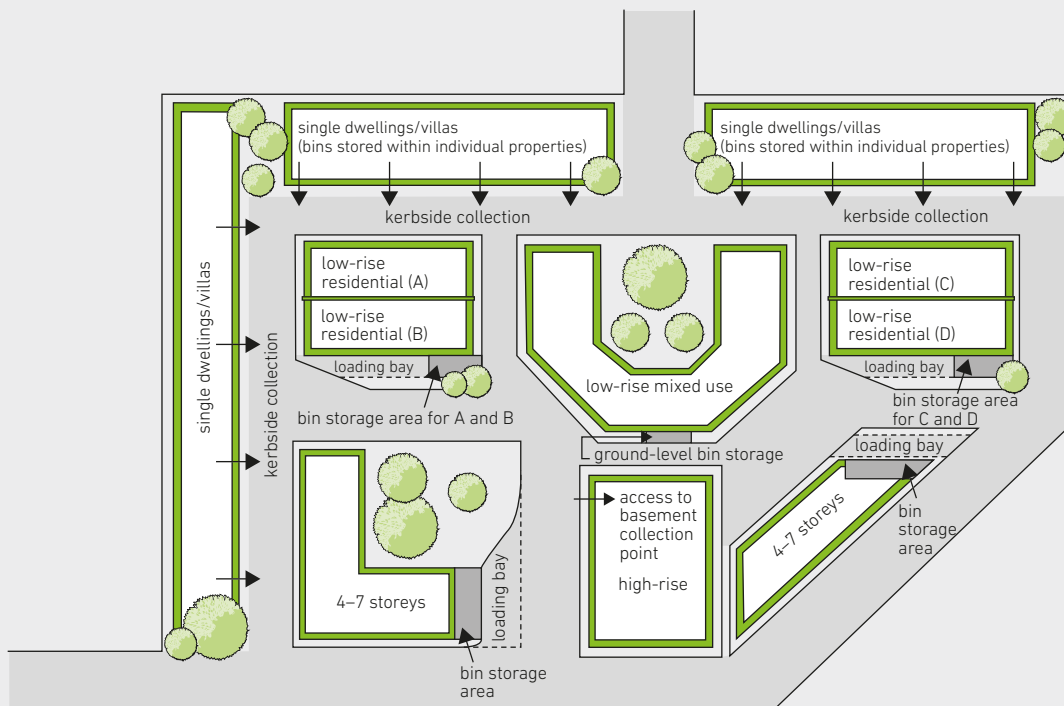 single dwellings/villas
(bins stored within individual properties)
single dwellings/villas
(bins stored within individual properties)
kerbside collection
kerbside collection
single dwellings/villas
kerbside collection
low-rise
residential (A)
low-rise
residential (B)
loading bay
bin storage area for A and B
low-rise mixed use
ground-level bin storage
low-rise
residential (C)
low-rise
residential (D)
loading bay
bin storage area
for C and D
4–7 storeys
loading bay
bin storage
area
access to
basement
collection
point
high-rise
loading bay
4–7 storeys
bin
storage
area